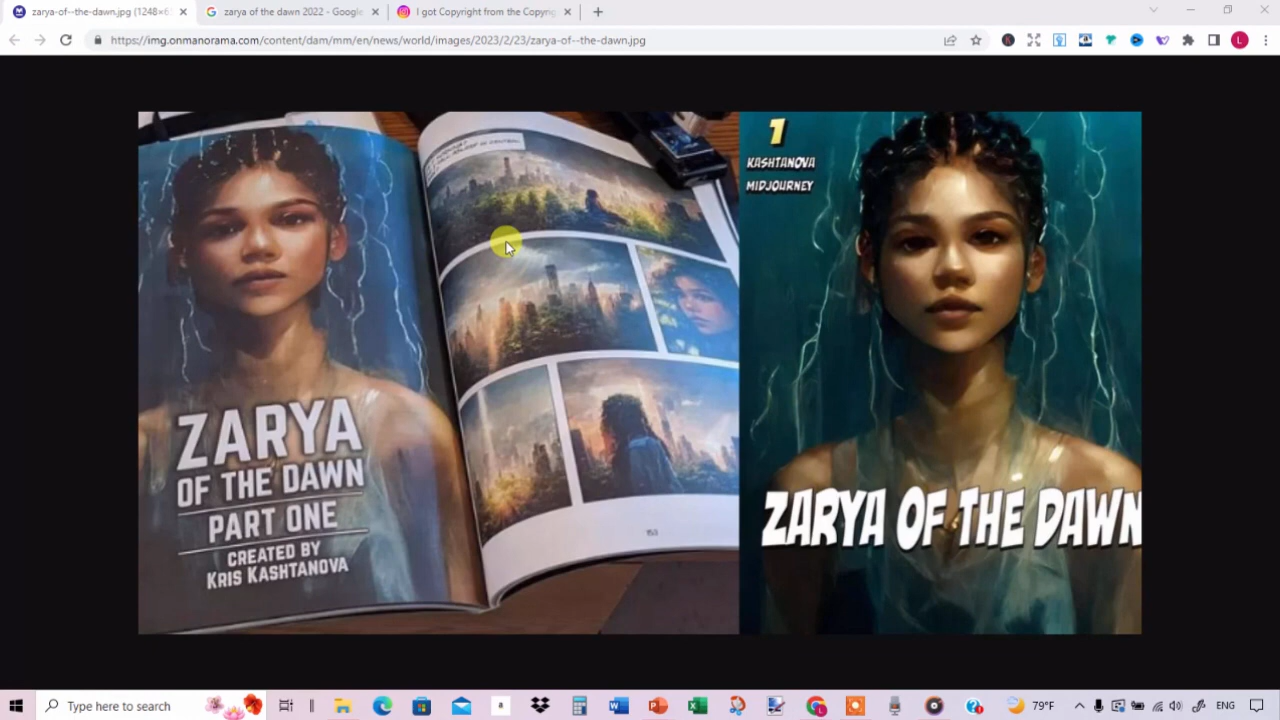 zarya-of--the-dawn.jpg (1248×6
zarya of the dawn 2022 - Google
I got Copyright from the Copyrig
https://img.onmanorama.com/content/dam/mm/en/news/world/images/2023/2/23/zarya-of--the-dawn.jpg
ZARYA
OF THE DAWN
PART ONE
CREATED BY
KRIS KASHTANOVA
153
1
KASHTANOVA
MIDJOURNEY
ZARYA OF THE DAWN
Type here to search
79°F
ENG